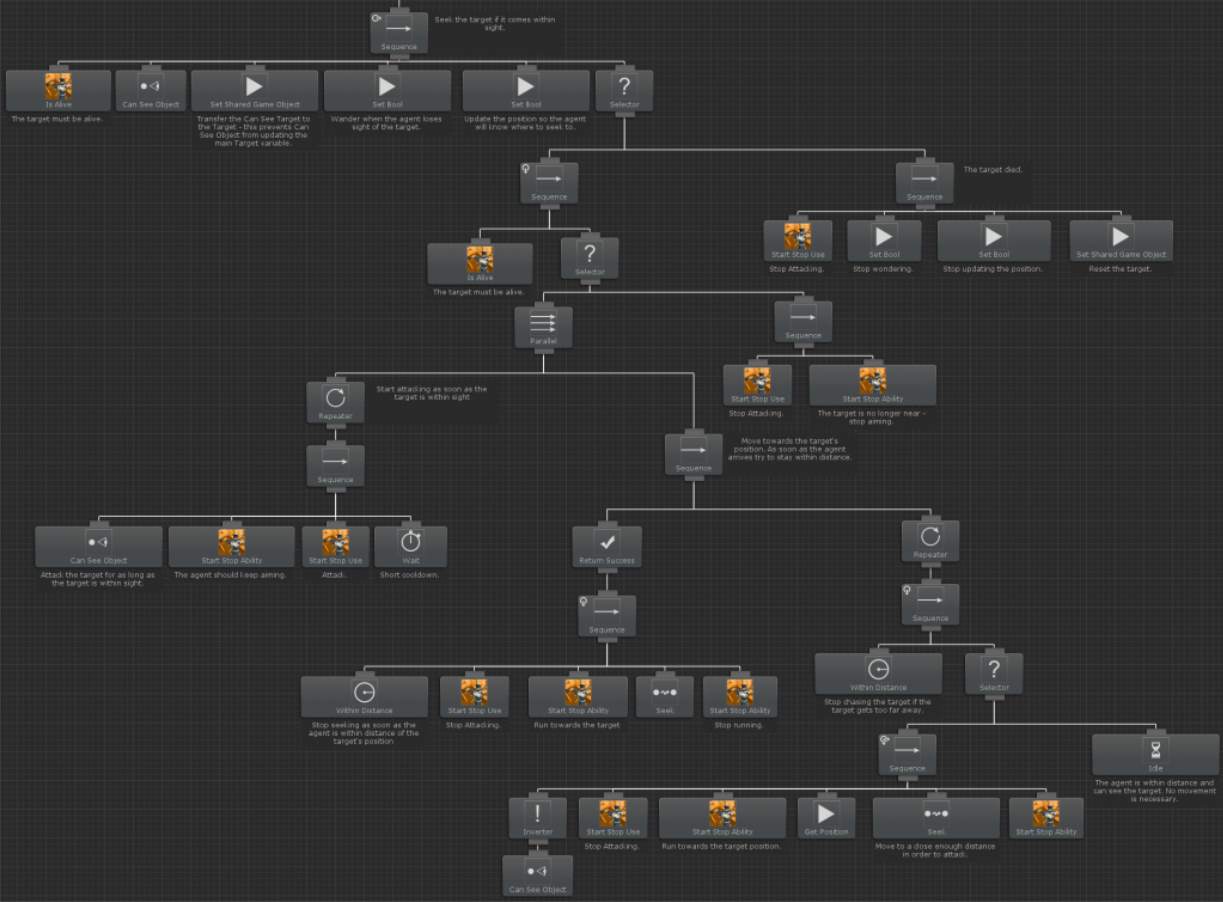 Seek the target if it comes within
sight.
Sequence
Is Alive
Can See Object
Set Shared Game Object
Set Bool
Set Bool
Selector
The target must be alive.
Transfer the Can See Target to
the Target - this prevents Can
See Object from updating the
main Target variable.
Wander when the agent loses
sight of the target.
Update the position so the agent
will know where to seek to.
Sequence
Sequence
The target died.
Is Alive
The target must be alive.
Selector
Start Stop Use
Stop Attacking.
Set Bool
Stop wondering.
Set Bool
Stop updating the position.
Set Shared Game Object
Reset the target.
Parallel
Sequence
Repeater
Start attacking as soon as the
target is within sight
Start Stop Use
Stop Attacking.
Start Stop Ability
The target is no longer near -
stop aiming.
Sequence
Sequence
Move towards the target's
position. As soon as the agent
arrives try to stay within distance.
Can See Object
Attack the target for as long as
the target is within sight.
Start Stop Ability
The agent should keep aiming.
Start Stop Use
Attack.
Wait
Short cooldown.
Return Success
Repeater
Sequence
Sequence
Within Distance
Stop seeking as soon as the
agent is within distance of the
target's position
Start Stop Use
Stop Attacking.
Start Stop Ability
Run towards the target
Seek
Start Stop Ability
Stop running.
Within Distance
Stop chasing the target if the
target gets too far away.
Selector
Sequence
Idle
The agent is within distance and
can see the target. No movement
is necessary.
Inverter
Start Stop Use
Stop Attacking.
Start Stop Ability
Run towards the target position.
Get Position
Seek
Move to a close enough distance
in order to attack.
Start Stop Ability
Can See Object